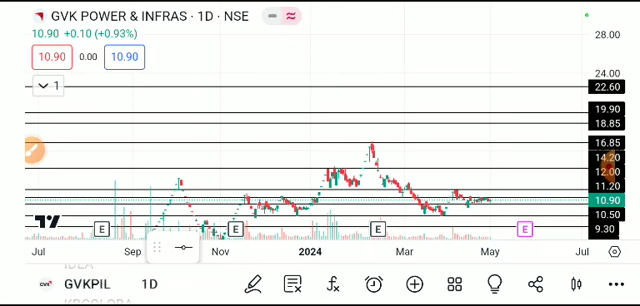 GVK POWER & INFRAS · 1D · NSE
10.90 +0.10 (+0.93%)
10.90 0.00 10.90
1
28.00
24.00
22.60
19.90
18.85
16.85
14.20
12.00
11.20
10.90
10.50
9.30
E E E E
Jul Sep Nov 2024 Mar May Jul
IDEA
GVKPIL 1D